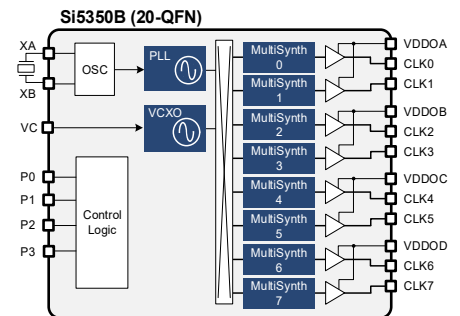 Si5350B (20-QFN)
XA
XB
OSC
PLL
VC
VCXO
P0
P1
P2
P3
Control
Logic
MultiSynth
0
MultiSynth
1
MultiSynth
2
MultiSynth
3
MultiSynth
4
MultiSynth
5
MultiSynth
6
MultiSynth
7
VDDOA
CLK0
CLK1
VDDOB
CLK2
CLK3
VDDOC
CLK4
CLK5
VDDOD
CLK6
CLK7